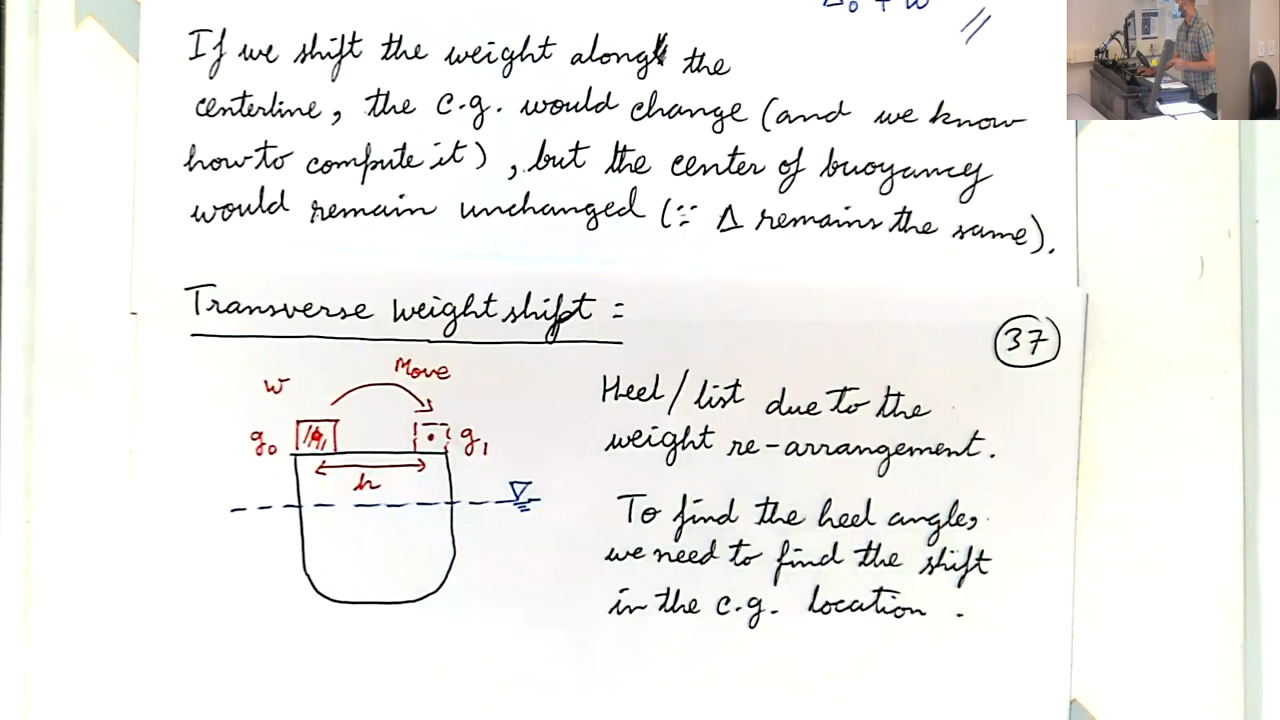 Δ₀ + w
If we shift the weight along the
centerline, the c.g. would change (and we know
how to compute it), but the center of buoyancy
would remain unchanged (∵ Δ remains the same).
Transverse weight shift :
37
Move
w
g₀
g₁
h
Heel/list due to the
weight re-arrangement.
To find the heel angle,
we need to find the shift
in the c.g. location.